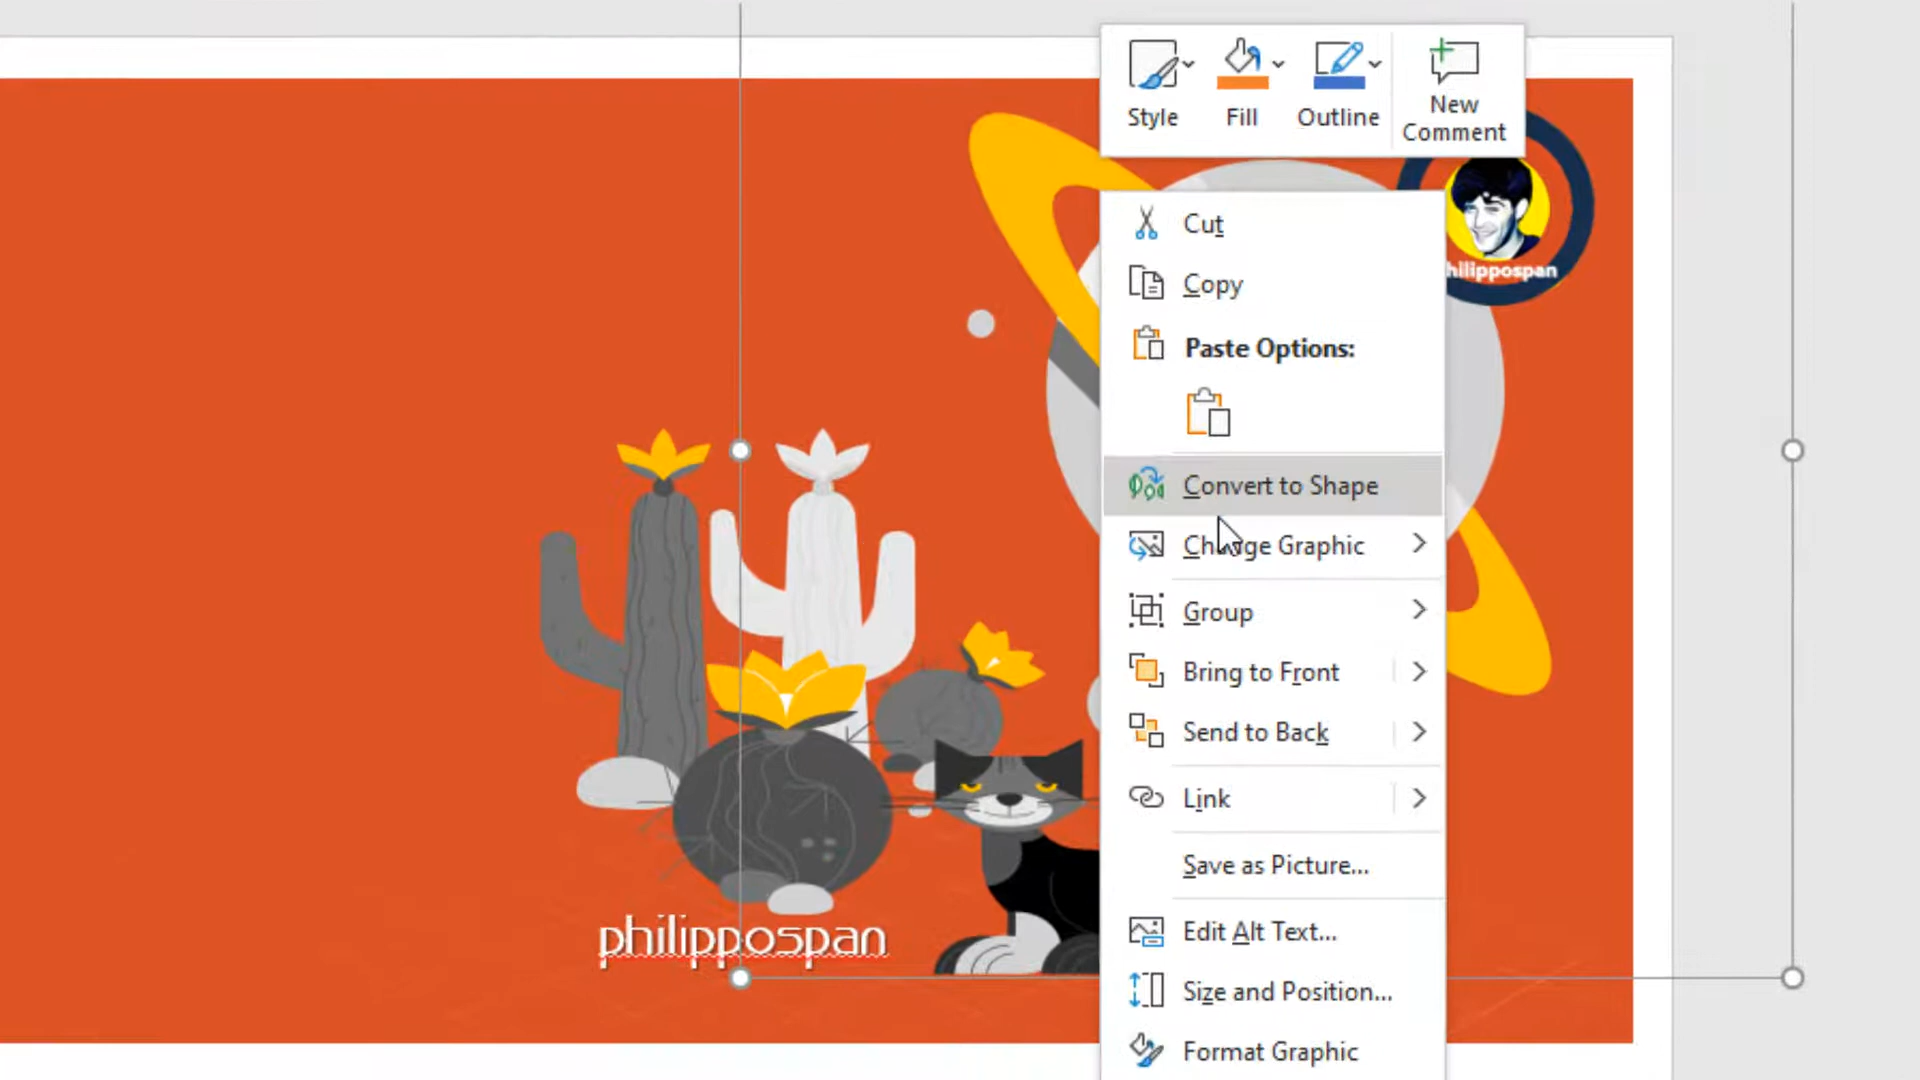 Style
Fill
Outline
New
Comment
hilippospan
Cut
Copy
Paste Options:
Convert to Shape
Change Graphic
Group
Bring to Front
Send to Back
Link
Save as Picture...
Edit Alt Text...
Size and Position...
Format Graphic
philippospan